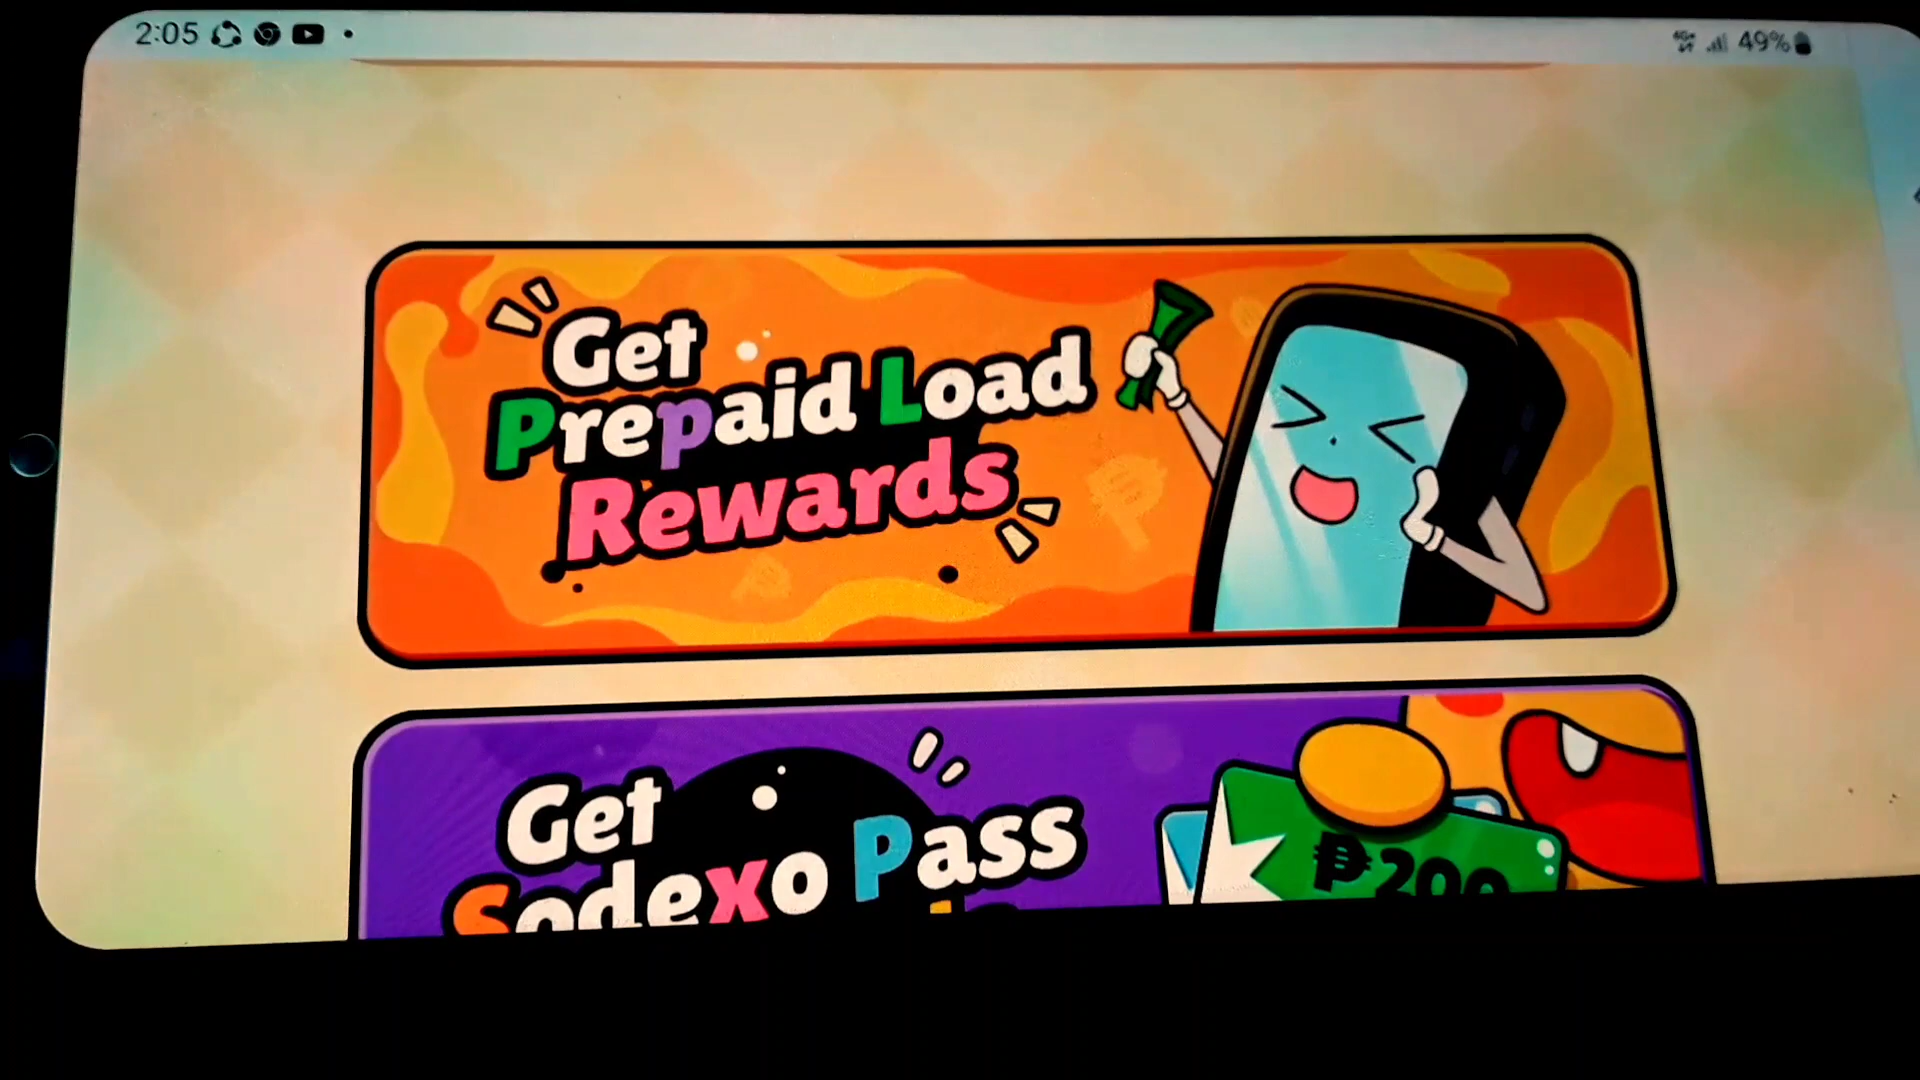 2:05
49%
Get
Prepaid Load
Rewards
Get
Sodexo Pass
₱200